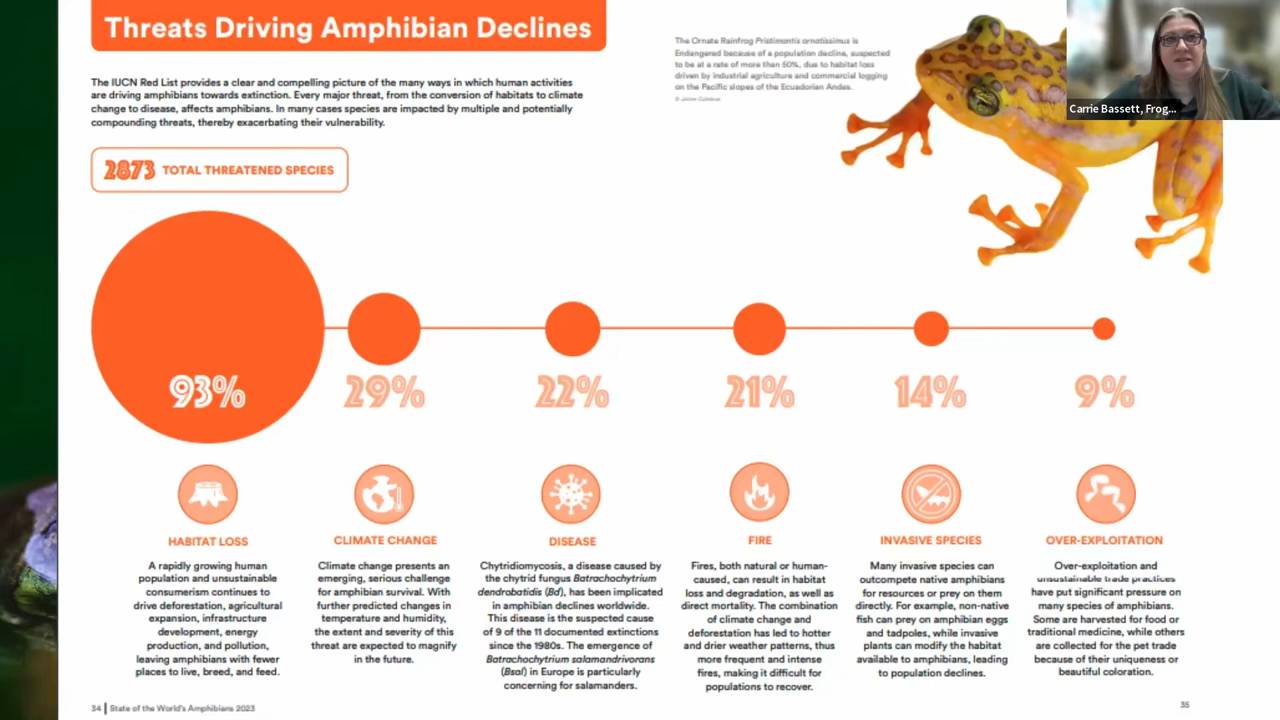 Threats Driving Amphibian Declines
The IUCN Red List provides a clear and compelling picture of the many ways in which human activities
are driving amphibians towards extinction. Every major threat, from the conversion of habitats to climate
change to disease, affects amphibians. In many cases species are impacted by multiple and potentially
compounding threats, thereby exacerbating their vulnerability.
The Ornate Rainfrog Pristimantis ornatissimus is
Endangered because of a population decline, suspected
to be at a rate of more than 50%, due to habitat loss
driven by industrial agriculture and commercial logging
on the Pacific slopes of the Ecuadorian Andes.
Carrie Bassett, Frog...
2873 TOTAL THREATENED SPECIES
93%
29%
22%
21%
14%
9%
HABITAT LOSS
A rapidly growing human
population and unsustainable
consumerism continues to
drive deforestation, agricultural
expansion, infrastructure
development, energy
production, and pollution,
leaving amphibians with fewer
places to live, breed, and feed.
CLIMATE CHANGE
Climate change presents an
emerging, serious challenge
for amphibian survival. With
further predicted changes in
temperature and humidity,
the extent and severity of this
threat are expected to magnify
in the future.
DISEASE
Chytridiomycosis, a disease caused by
the chytrid fungus Batrachochytrium
dendrobatidis (Bd), has been implicated
in amphibian declines worldwide.
This disease is the suspected cause
of 9 of the 11 documented extinctions
since the 1980s. The emergence of
Batrachochytrium salamandrivorans
(Bsal) in Europe is particularly
concerning for salamanders.
FIRE
Fires, both natural or human-
caused, can result in habitat
loss and degradation, as well as
direct mortality. The combination
of climate change and
deforestation has led to hotter
and drier weather patterns, thus
more frequent and intense
fires, making it difficult for
populations to recover.
INVASIVE SPECIES
Many invasive species can
outcompete native amphibians
for resources or prey on them
directly. For example, non-native
fish can prey on amphibian eggs
and tadpoles, while invasive
plants can modify the habitat
available to amphibians, leading
to population declines.
OVER-EXPLOITATION
Over-exploitation and
unsustainable trade practices
have put significant pressure on
many species of amphibians.
Some are harvested for food or
traditional medicine, while others
are collected for the pet trade
because of their uniqueness or
beautiful coloration.
34 | State of the World's Amphibians 2023
35